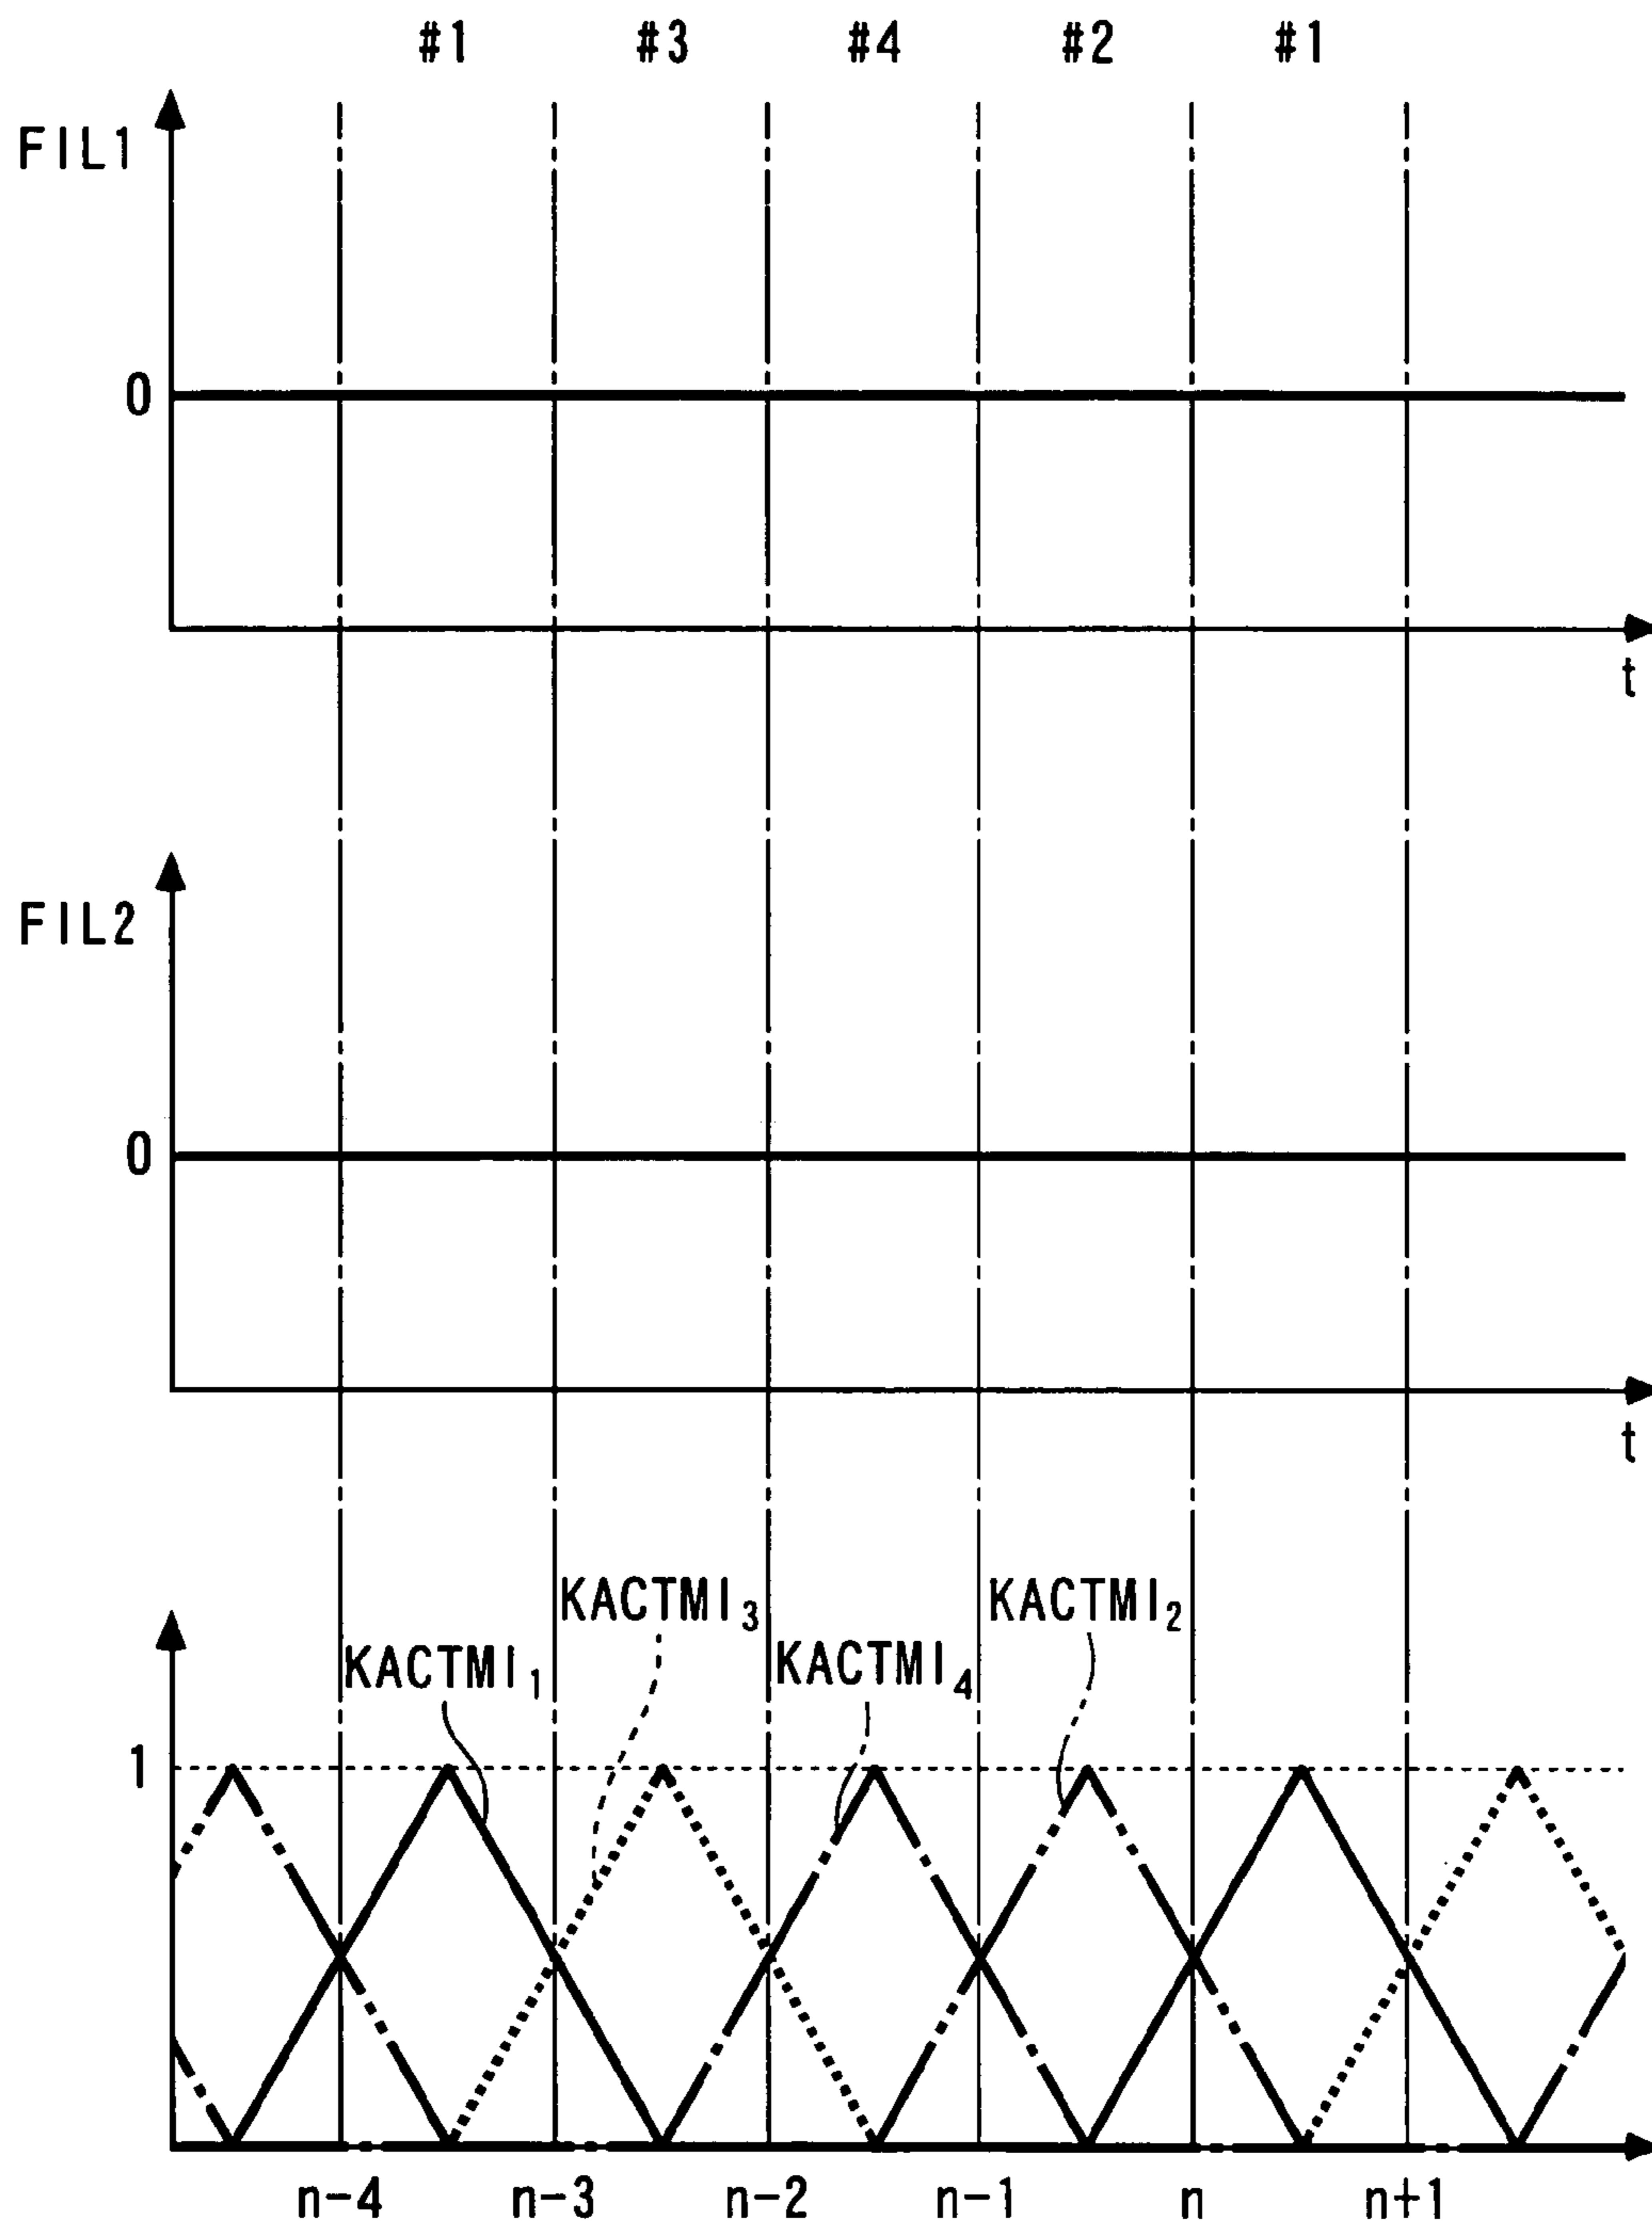 #1 #3 #4 #2 #1
FIL1
0
t
FIL2
0
t
KACTMI3 KACTMI2
KACTMI1 KACTMI4
1
n-4 n-3 n-2 n-1 n n+1